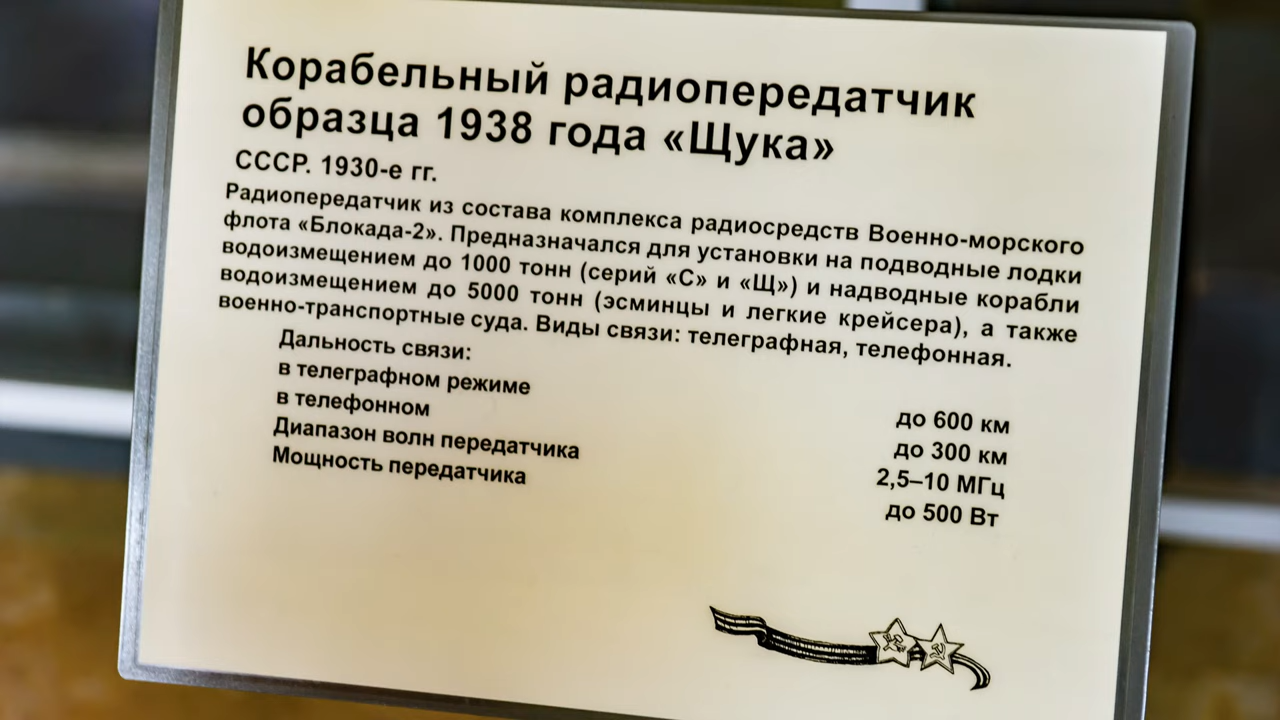 Корабельный радиопередатчик
образца 1938 года «Щука»
СССР. 1930-е гг.
Радиопередатчик из состава комплекса радиосредств Военно-морского
флота «Блокада-2». Предназначался для установки на подводные лодки
водоизмещением до 1000 тонн (серий «С» и «Щ») и надводные корабли
водоизмещением до 5000 тонн (эсминцы и легкие крейсера), а также
военно-транспортные суда. Виды связи: телеграфная, телефонная.
Дальность связи:
в телеграфном режиме до 600 км
в телефонном до 300 км
Диапазон волн передатчика 2,5–10 МГц
Мощность передатчика до 500 Вт